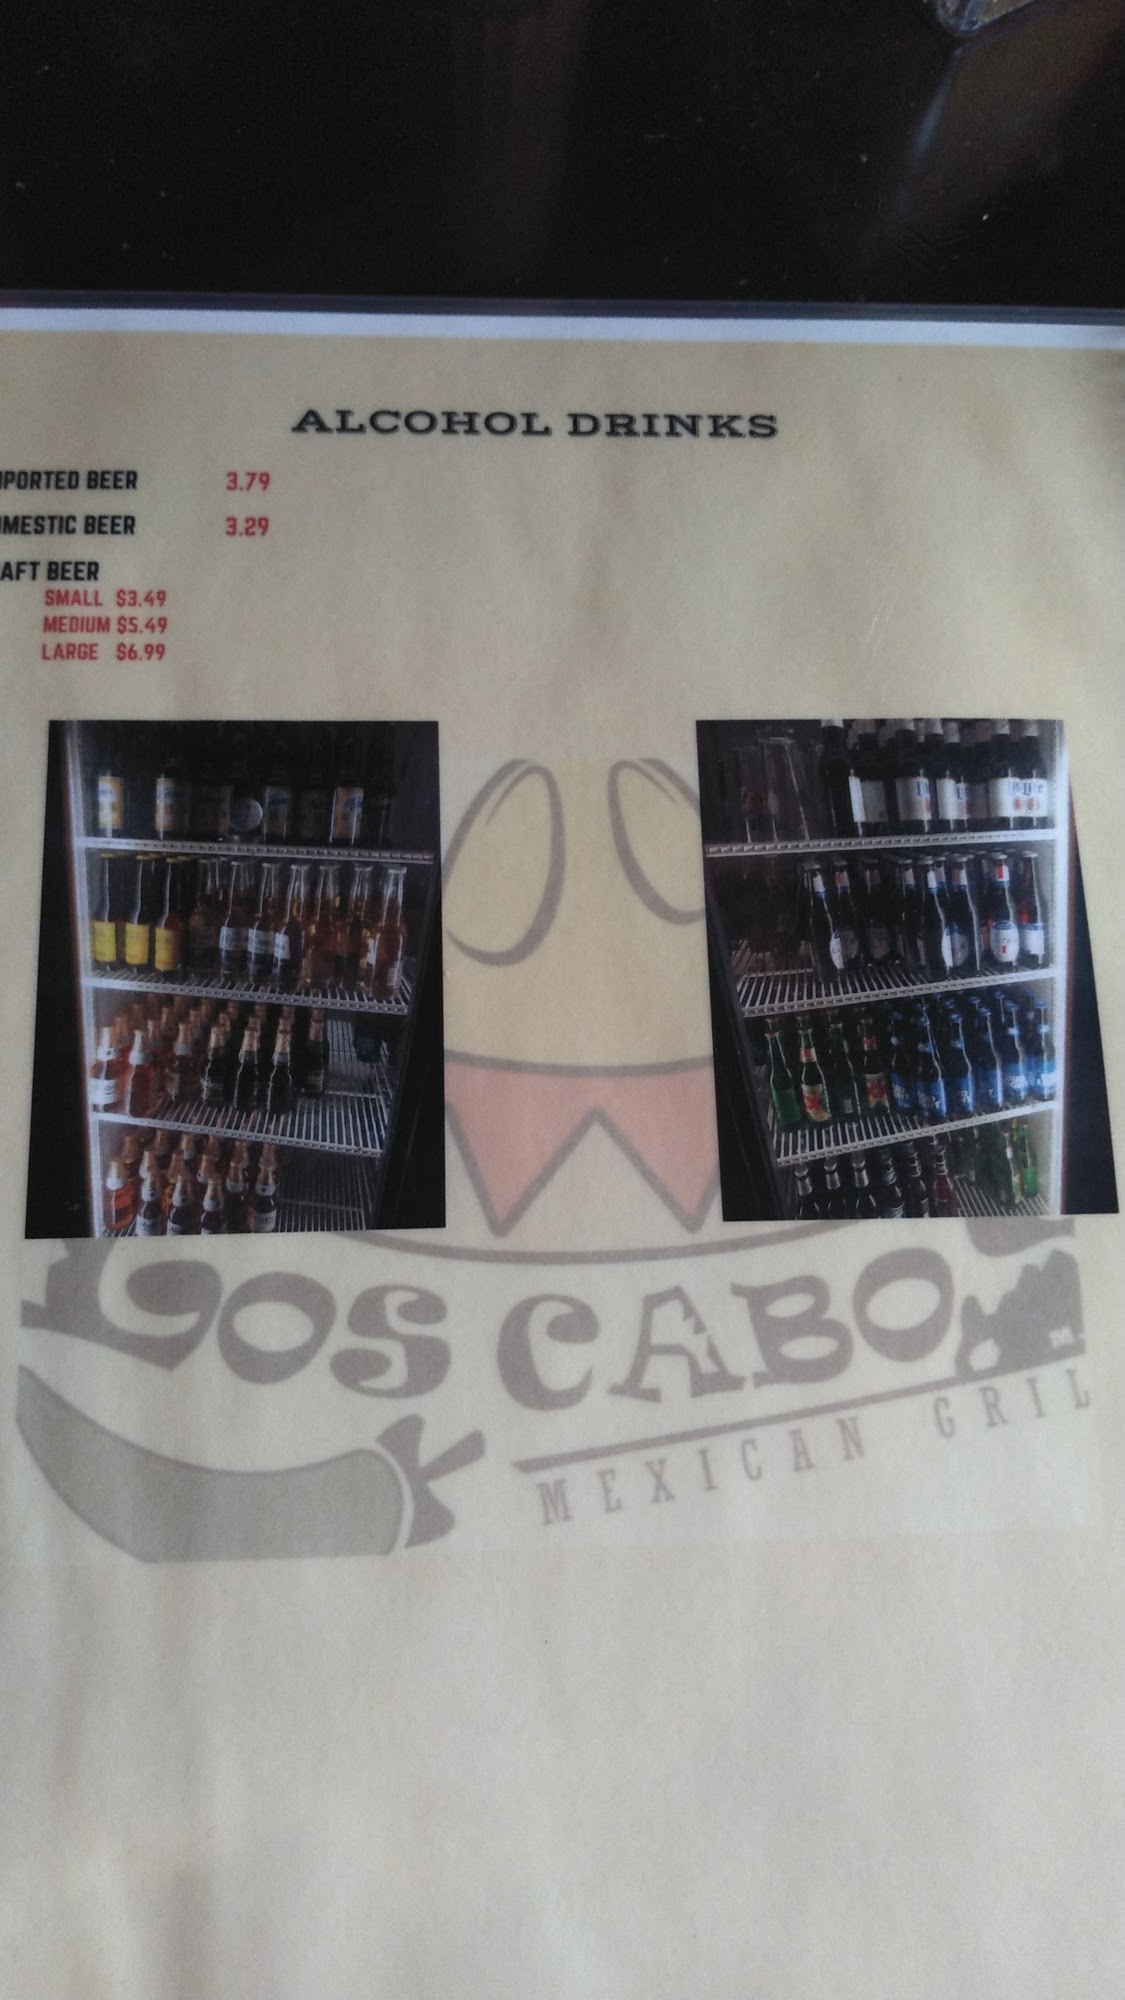 ALCOHOL DRINKS
PORTED BEER 3.79
MESTIC BEER 3.29
AFT BEER
SMALL $3.49
MEDIUM $5.49
LARGE $6.99
LOS CABO
MEXICAN GRIL